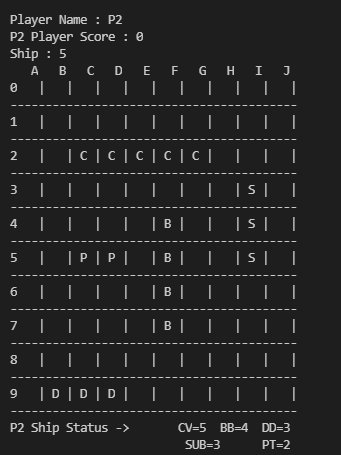 Player Name : P2
P2 Player Score : 0
Ship : 5
      A   B   C   D   E   F   G   H   I   J
0   |   |   |   |   |   |   |   |   |   |
-----------------------------------------
1   |   |   |   |   |   |   |   |   |   |
-----------------------------------------
2   |   | C | C | C | C | C |   |   |   |
-----------------------------------------
3   |   |   |   |   |   |   |   | S |   |
-----------------------------------------
4   |   |   |   |   | B |   |   | S |   |
-----------------------------------------
5   |   | P | P |   | B |   |   | S |   |
-----------------------------------------
6   |   |   |   |   | B |   |   |   |   |
-----------------------------------------
7   |   |   |   |   | B |   |   |   |   |
-----------------------------------------
8   |   |   |   |   |   |   |   |   |   |
-----------------------------------------
9   | D | D | D |   |   |   |   |   |   |
-----------------------------------------
P2 Ship Status ->       CV=5  BB=4  DD=3
                         SUB=3      PT=2